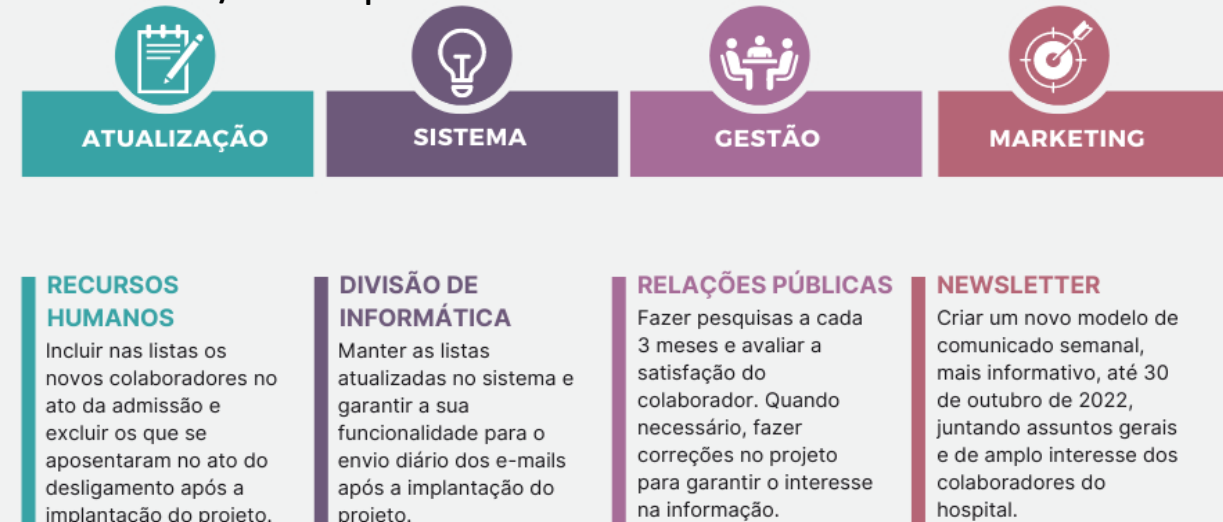 ATUALIZAÇÃO
SISTEMA
GESTÃO
MARKETING
RECURSOS
HUMANOS
Incluir nas listas os
novos colaboradores no
ato da admissão e
excluir os que se
aposentaram no ato do
desligamento após a
implantação do projeto.
DIVISÃO DE
INFORMÁTICA
Manter as listas
atualizadas no sistema e
garantir a sua
funcionalidade para o
envio diário dos e-mails
após a implantação do
projeto.
RELAÇÕES PÚBLICAS
Fazer pesquisas a cada
3 meses e avaliar a
satisfação do
colaborador. Quando
necessário, fazer
correções no projeto
para garantir o interesse
na informação.
NEWSLETTER
Criar um novo modelo de
comunicado semanal,
mais informativo, até 30
de outubro de 2022,
juntando assuntos gerais
e de amplo interesse dos
colaboradores do
hospital.